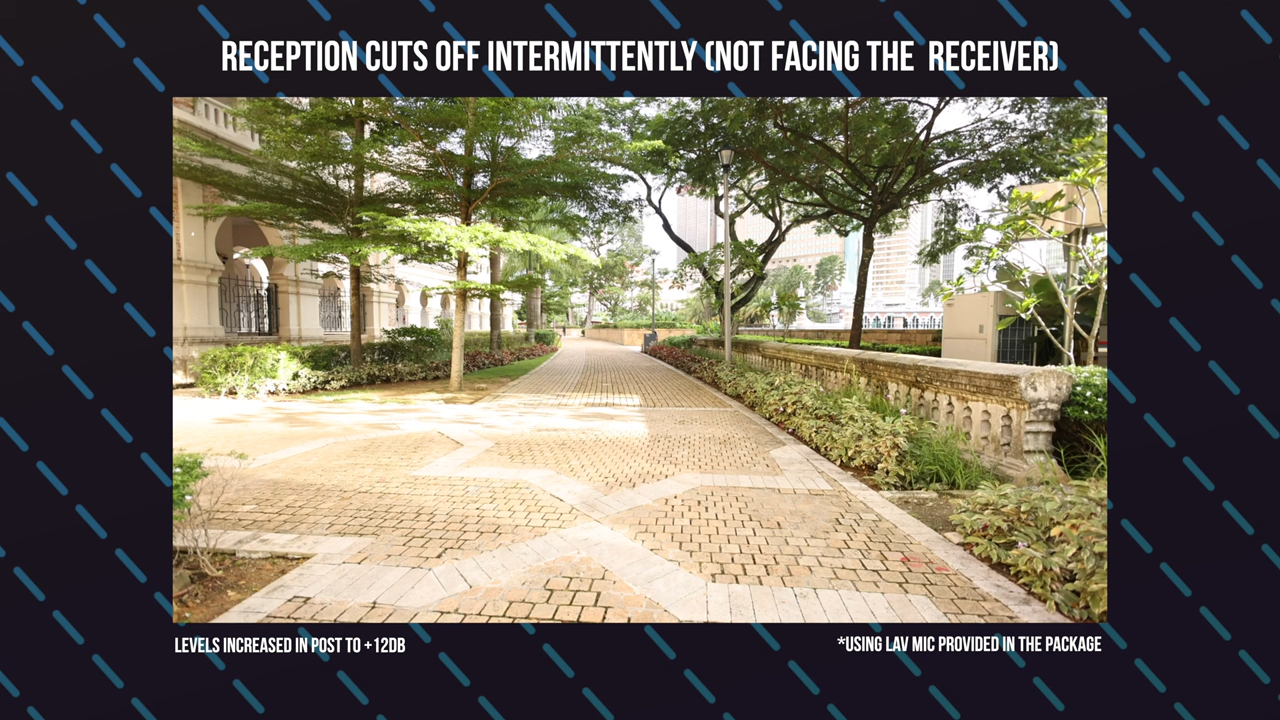 RECEPTION CUTS OFF INTERMITTENTLY (NOT FACING THE RECEIVER)
LEVELS INCREASED IN POST TO +12DB
*USING LAV MIC PROVIDED IN THE PACKAGE